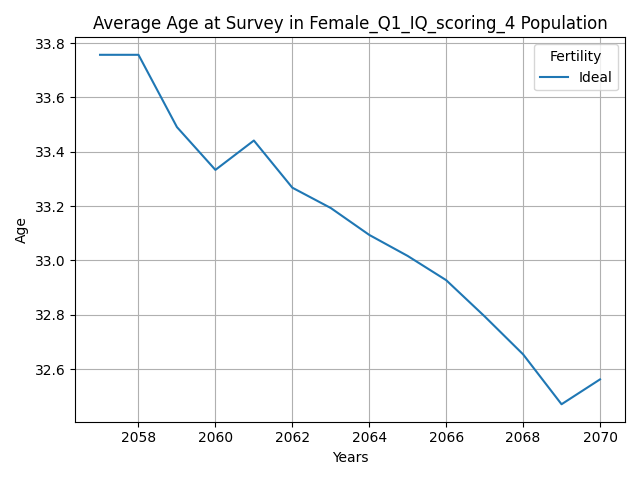 Average Age at Survey in Female_Q1_IQ_scoring_4 Population
Age
33.8
33.6
33.4
33.2
33.0
32.8
32.6
Fertility
Ideal
2058 2060 2062 2064 2066 2068 2070
Years